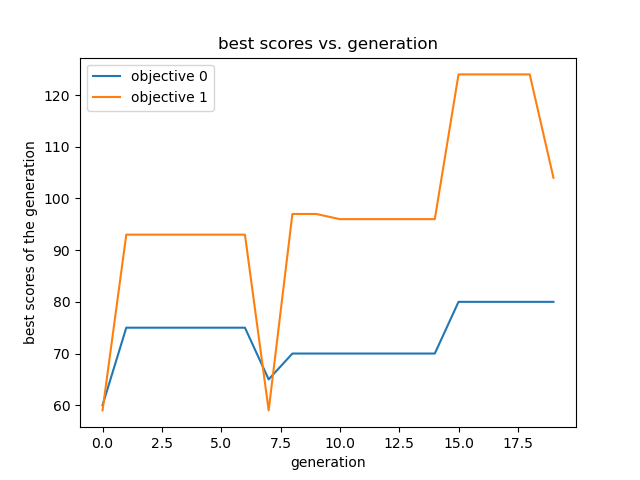 best scores vs. generation
objective 0
objective 1
best scores of the generation
120
110
100
90
80
70
60
0.0 2.5 5.0 7.5 10.0 12.5 15.0 17.5
generation